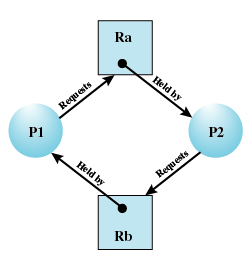 Ra
Requests
Held by
P1
P2
Held by
Requests
Rb